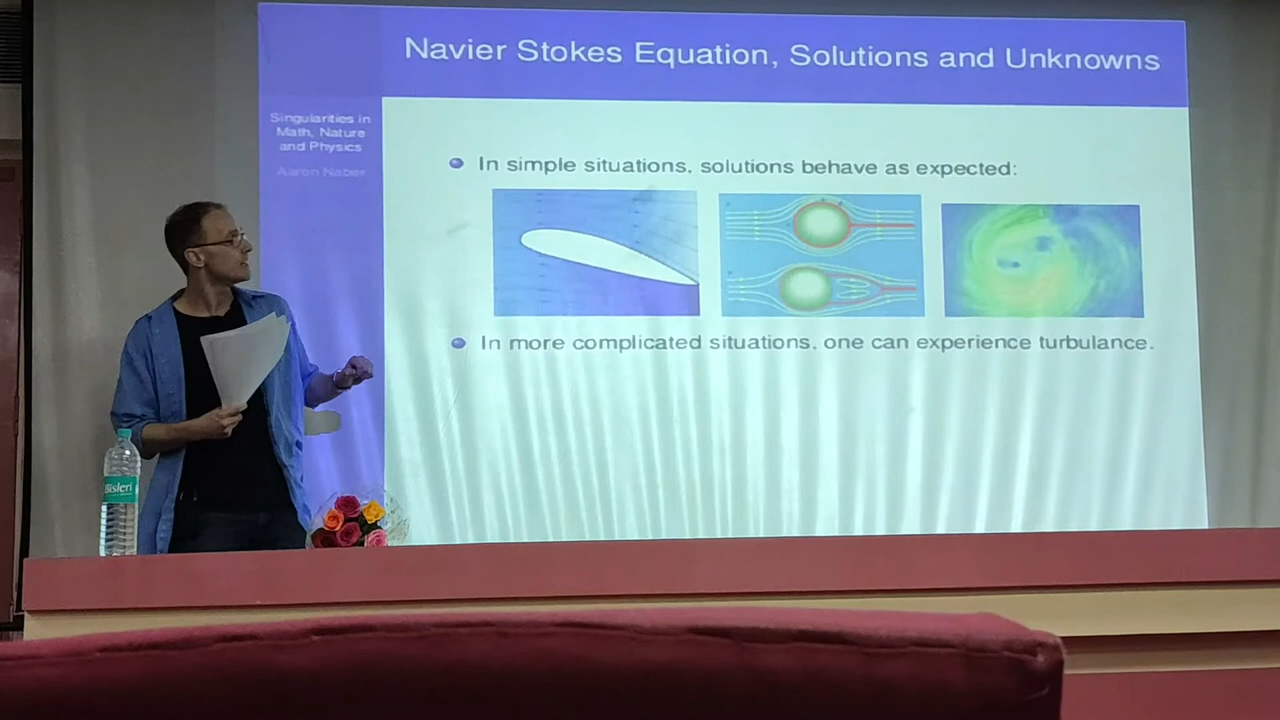 Navier Stokes Equation, Solutions and Unknowns
Singularities in
Math, Nature
and Physics
Aaron Naber
In simple situations, solutions behave as expected:
In more complicated situations, one can experience turbulance.
Bisleri